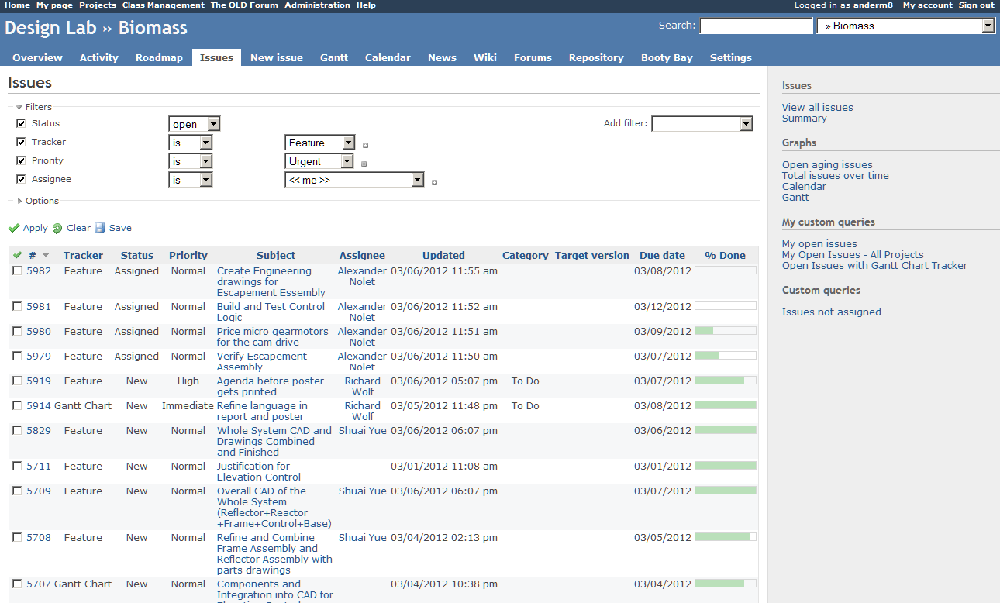 Home My page Projects Class Management The OLD Forum Administration Help Logged in as anderm8 My account Sign out
Design Lab » Biomass Search: » Biomass
Overview Activity Roadmap Issues New issue Gantt Calendar News Wiki Forums Repository Booty Bay Settings
Issues
Filters
Status open Add filter:
Tracker is Feature
Priority is Urgent
Assignee is << me >>
Options
Apply Clear Save
# Tracker Status Priority Subject Assignee Updated Category Target version Due date % Done
5982 Feature Assigned Normal Create Engineering Alexander 03/06/2012 11:55 am 03/08/2012
drawings for Nolet
Escapement Essembly
5981 Feature Assigned Normal Build and Test Control Alexander 03/06/2012 11:52 am 03/12/2012
Logic Nolet
5980 Feature Assigned Normal Price micro gearmotors Alexander 03/06/2012 11:51 am 03/09/2012
for the cam drive Nolet
5979 Feature Assigned Normal Verify Escapement Alexander 03/06/2012 11:50 am 03/07/2012
Assembly Nolet
5919 Feature New High Agenda before poster Richard 03/06/2012 05:07 pm To Do 03/07/2012
gets printed Wolf
5914 Gantt Chart New Immediate Refine language in Richard 03/05/2012 11:48 pm To Do 03/08/2012
report and poster Wolf
5829 Feature New Normal Whole System CAD and Shuai Yue 03/06/2012 06:07 pm 03/06/2012
Drawings Combined
and Finished
5711 Feature New Normal Justification for 03/01/2012 11:08 am 03/01/2012
Elevation Control
5709 Feature New Normal Overall CAD of the Shuai Yue 03/06/2012 06:07 pm 03/07/2012
Whole System
(Reflector+Reactor
+Frame+Control+Base)
5708 Feature New Normal Refine and Combine Shuai Yue 03/04/2012 02:13 pm 03/05/2012
Frame Assembly and
Reflector Assembly with
parts drawings
5707 Gantt Chart New Normal Components and 03/04/2012 10:38 pm 03/04/2012
Integration into CAD for
Issues
View all issues
Summary
Graphs
Open aging issues
Total issues over time
Calendar
Gantt
My custom queries
My open issues
My Open Issues - All Projects
Open Issues with Gantt Chart Tracker
Custom queries
Issues not assigned